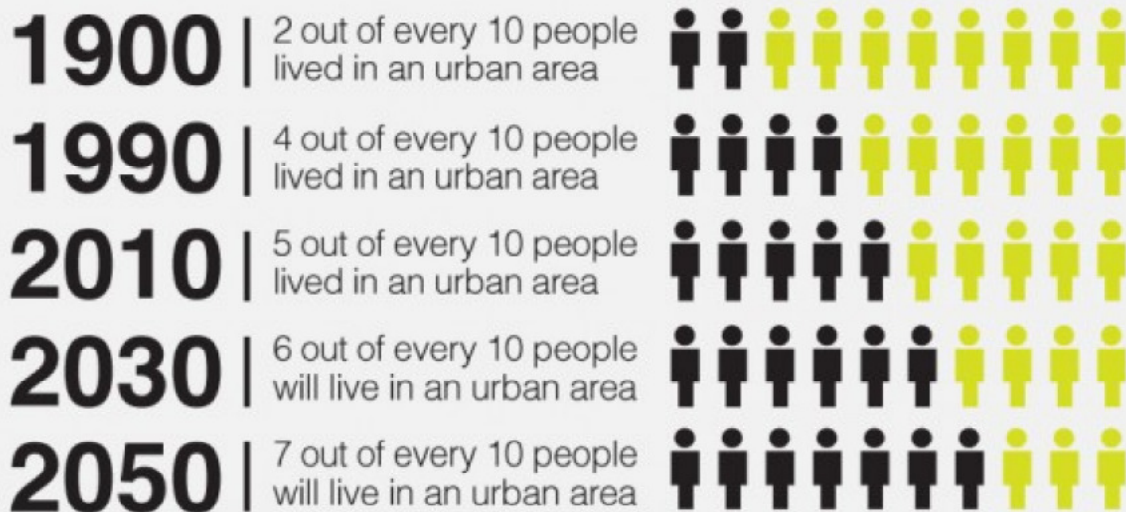 1900
2 out of every 10 people
lived in an urban area
1990
4 out of every 10 people
lived in an urban area
2010
5 out of every 10 people
lived in an urban area
2030
6 out of every 10 people
will live in an urban area
2050
7 out of every 10 people
will live in an urban area